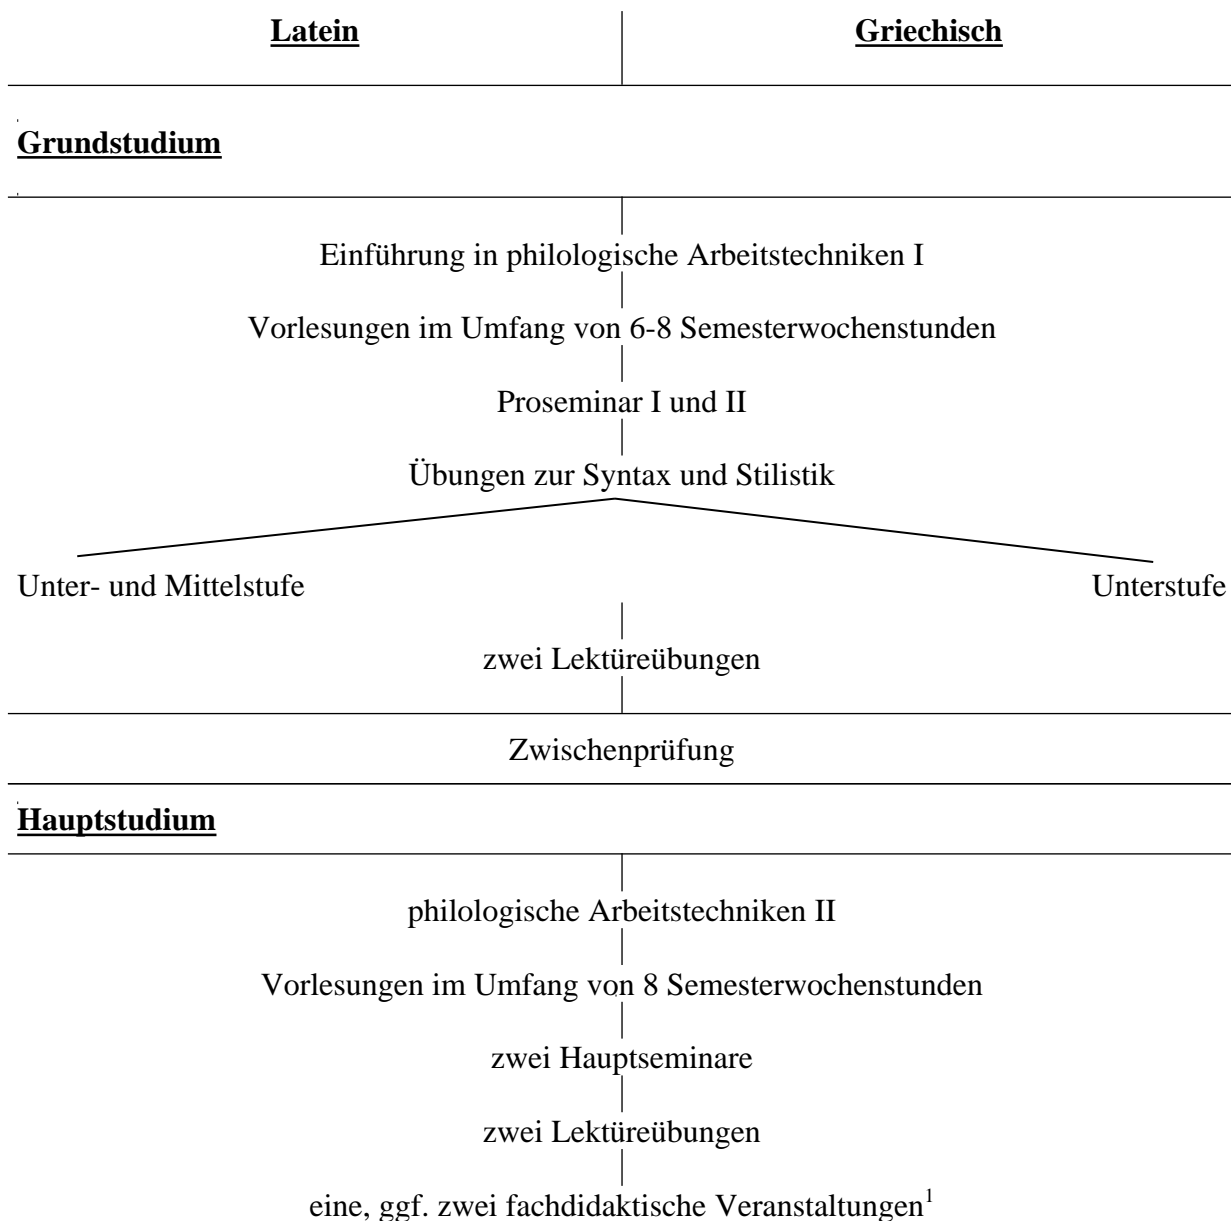 Latein Griechisch
Grundstudium
Einführung in philologische Arbeitstechniken I
Vorlesungen im Umfang von 6-8 Semesterwochenstunden
Proseminar I und II
Übungen zur Syntax und Stilistik
Unter- und Mittelstufe Unterstufe
zwei Lektüreübungen
Zwischenprüfung
Hauptstudium
philologische Arbeitstechniken II
Vorlesungen im Umfang von 8 Semesterwochenstunden
zwei Hauptseminare
zwei Lektüreübungen
eine, ggf. zwei fachdidaktische Veranstaltungen¹